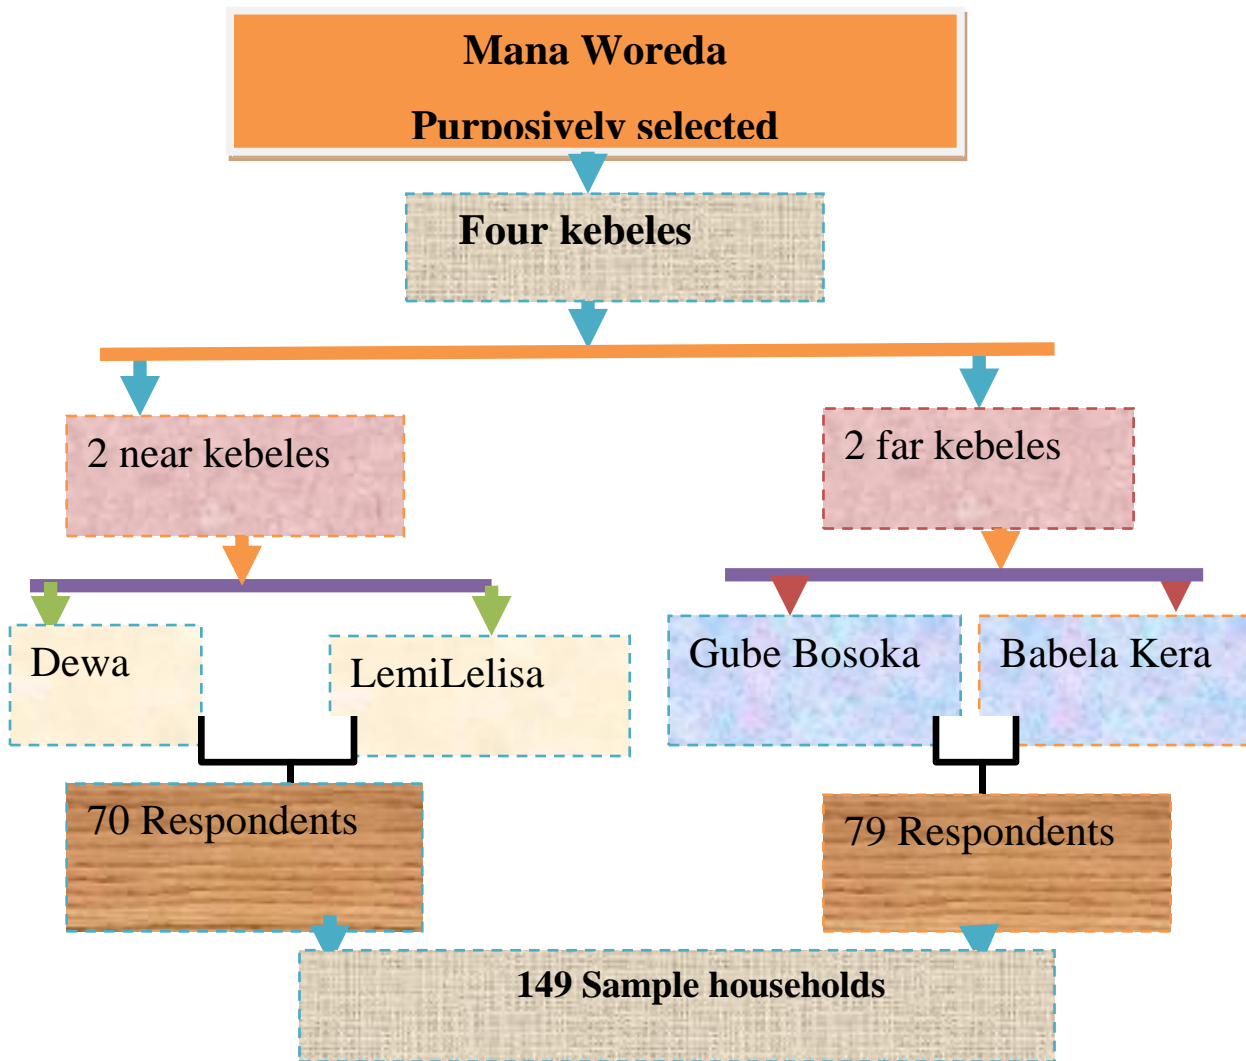 Mana Woreda
Purposively selected
Four kebeles
2 near kebeles
2 far kebeles
Dewa
LemiLelisa
Gube Bosoka
Babela Kera
70 Respondents
79 Respondents
149 Sample households